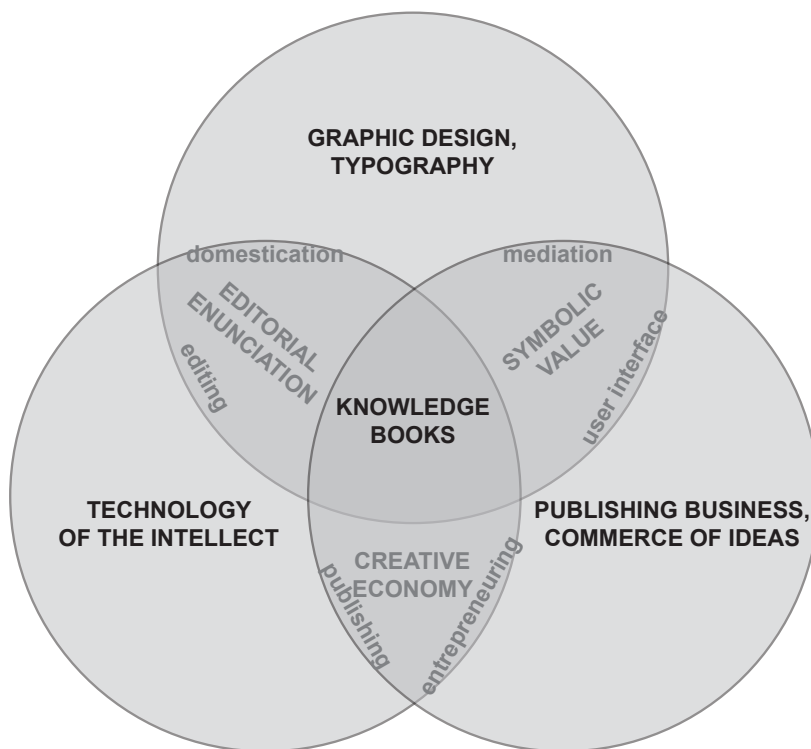 GRAPHIC DESIGN,
TYPOGRAPHY
domestication
mediation
EDITORIAL
ENUNCIATION
editing
SYMBOLIC
VALUE
user interface
KNOWLEDGE
BOOKS
TECHNOLOGY
OF THE INTELLECT
PUBLISHING BUSINESS,
COMMERCE OF IDEAS
CREATIVE
ECONOMY
publishing
entrepreneuring